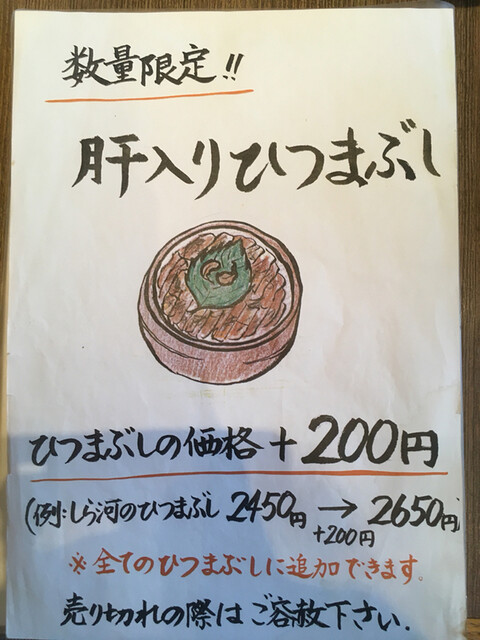 数量限定!!
肝入りひつまぶし
ひつまぶしの価格+200円
(例:しら河のひつまぶし 2450円→2650円)
+200円
※全てのひつまぶしに追加できます。
売り切れの際はご容赦下さい.